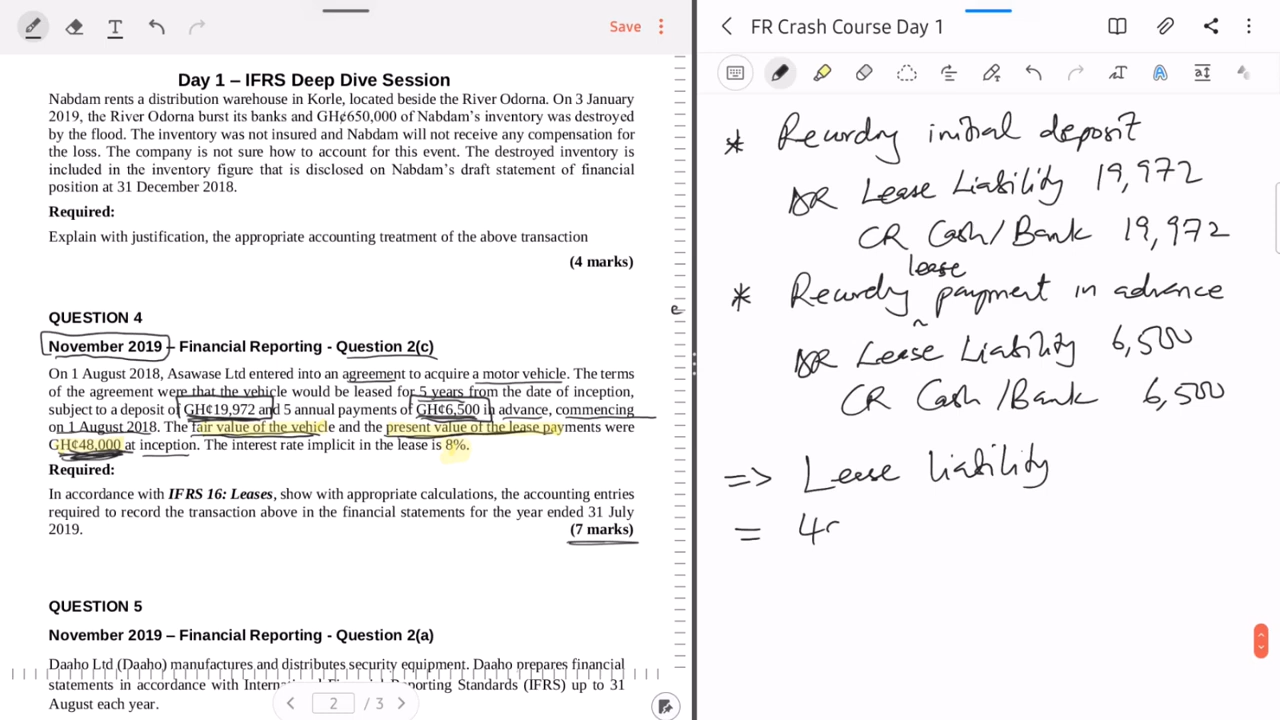 Save
Day 1 – IFRS Deep Dive Session
Nabdam rents a distribution warehouse in Korle, located beside the River Odorna. On 3 January
2019, the River Odorna burst its banks and GH¢650,000 of Nabdam's inventory was destroyed
by the flood. The inventory was not insured and Nabdam will not receive any compensation for
the loss. The company is not sure how to account for this event. The destroyed inventory is
included in the inventory figure that is disclosed on Nabdam's draft statement of financial
position at 31 December 2018.
Required:
Explain with justification, the appropriate accounting treatment of the above transaction
(4 marks)
QUESTION 4
November 2019 – Financial Reporting - Question 2(c)
On 1 August 2018, Asawase Ltd entered into an agreement to acquire a motor vehicle. The terms
of the agreement were that the vehicle would be leased for 5 years from the date of inception,
subject to a deposit of GH¢19,972 and 5 annual payments of GH¢6,500 in advance, commencing
on 1 August 2018. The fair value of the vehicle and the present value of the lease payments were
GH¢48,000 at inception. The interest rate implicit in the lease is 8%.
Required:
In accordance with IFRS 16: Leases, show with appropriate calculations, the accounting entries
required to record the transaction above in the financial statements for the year ended 31 July
2019. (7 marks)
QUESTION 5
November 2019 – Financial Reporting - Question 2(a)
Daaho Ltd (Daaho) manufactures and distributes security equipment. Daaho prepares financial
statements in accordance with Reporting Standards (IFRS) up to 31
August each year.
2 / 3
e
FR Crash Course Day 1
* Recording initial deposit
DR Lease Liability 19,972
CR Cash/Bank 19,972
lease
* Recording ^ payment in advance
DR Lease Liability 6,500
CR Cash/Bank 6,500
=> Lease liability
= 4